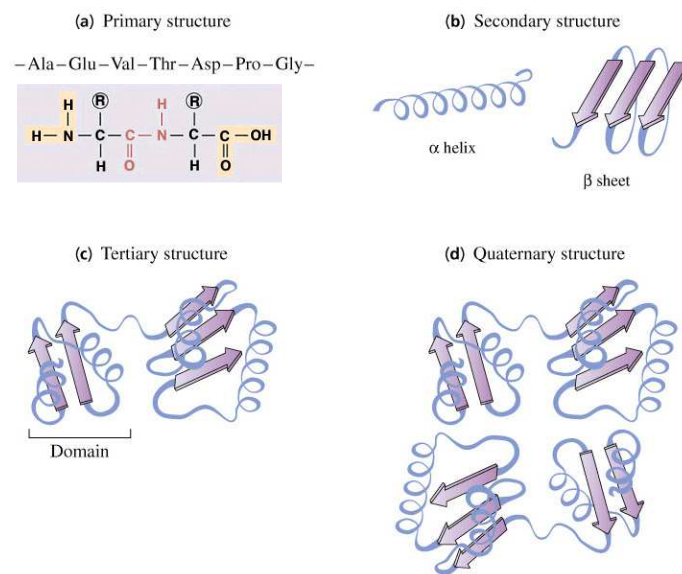 (a) Primary structure
–Ala–Glu–Val–Thr–Asp–Pro–Gly–
H R H R
H–N–C–C–N–C–C–OH
H O H O
(b) Secondary structure
α helix
β sheet
(c) Tertiary structure
Domain
(d) Quaternary structure